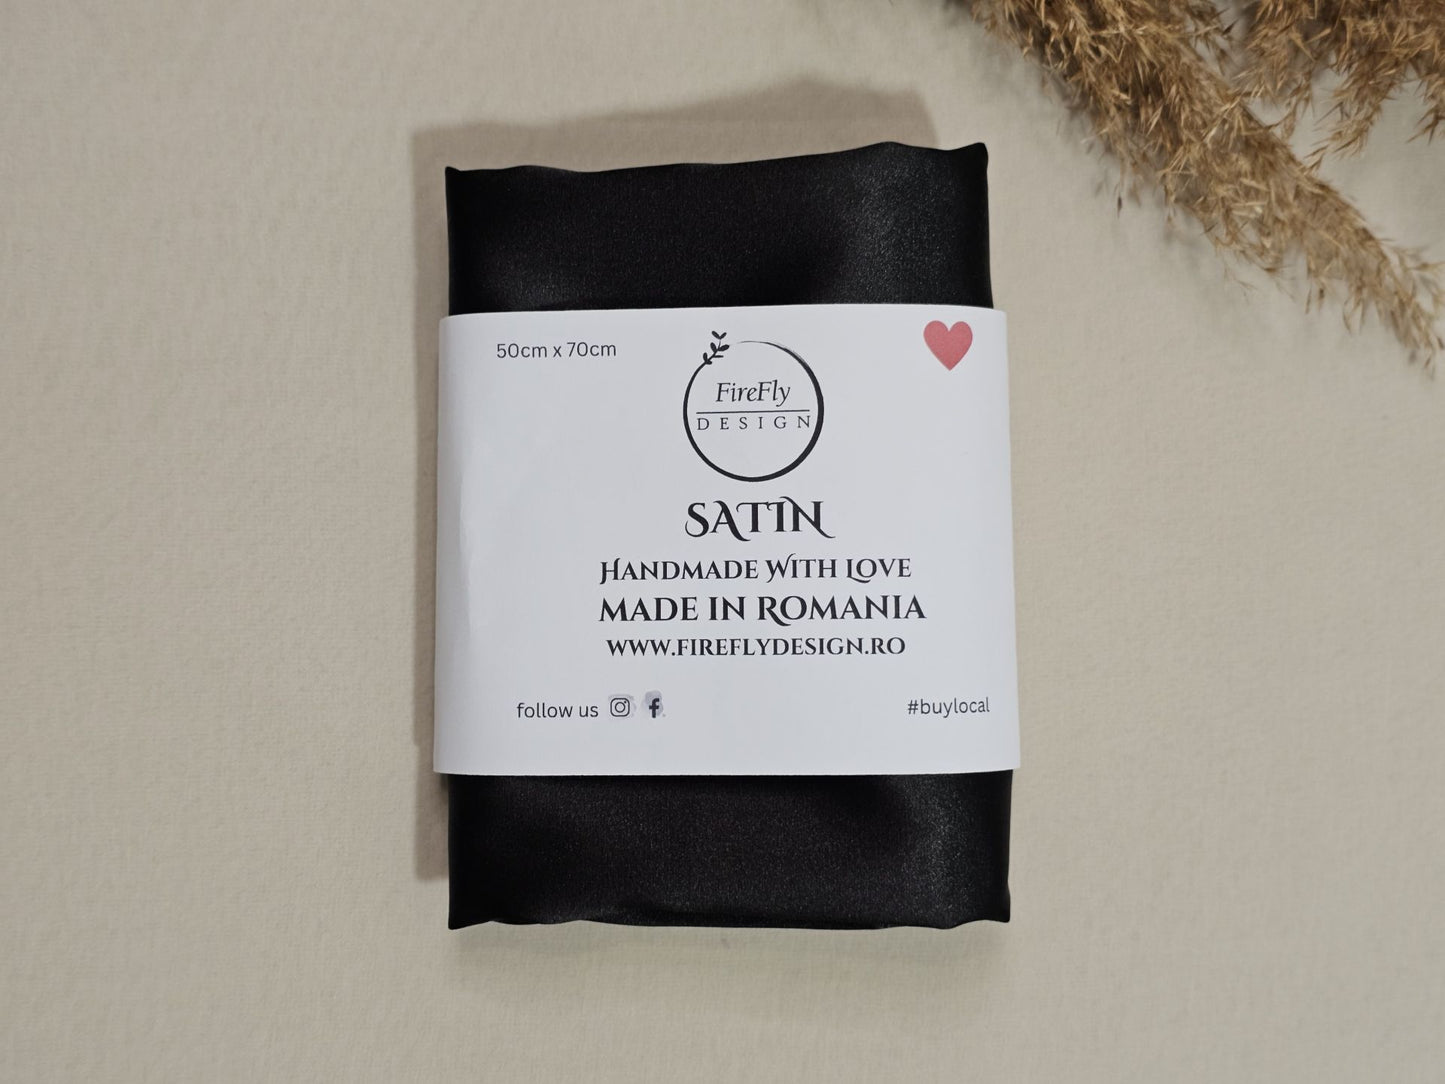 50cm x 70cm
FireFly
DESIGN
SATIN
HANDMADE WITH LOVE
MADE IN ROMANIA
WWW.FIREFLYDESIGN.RO
follow us
#buylocal